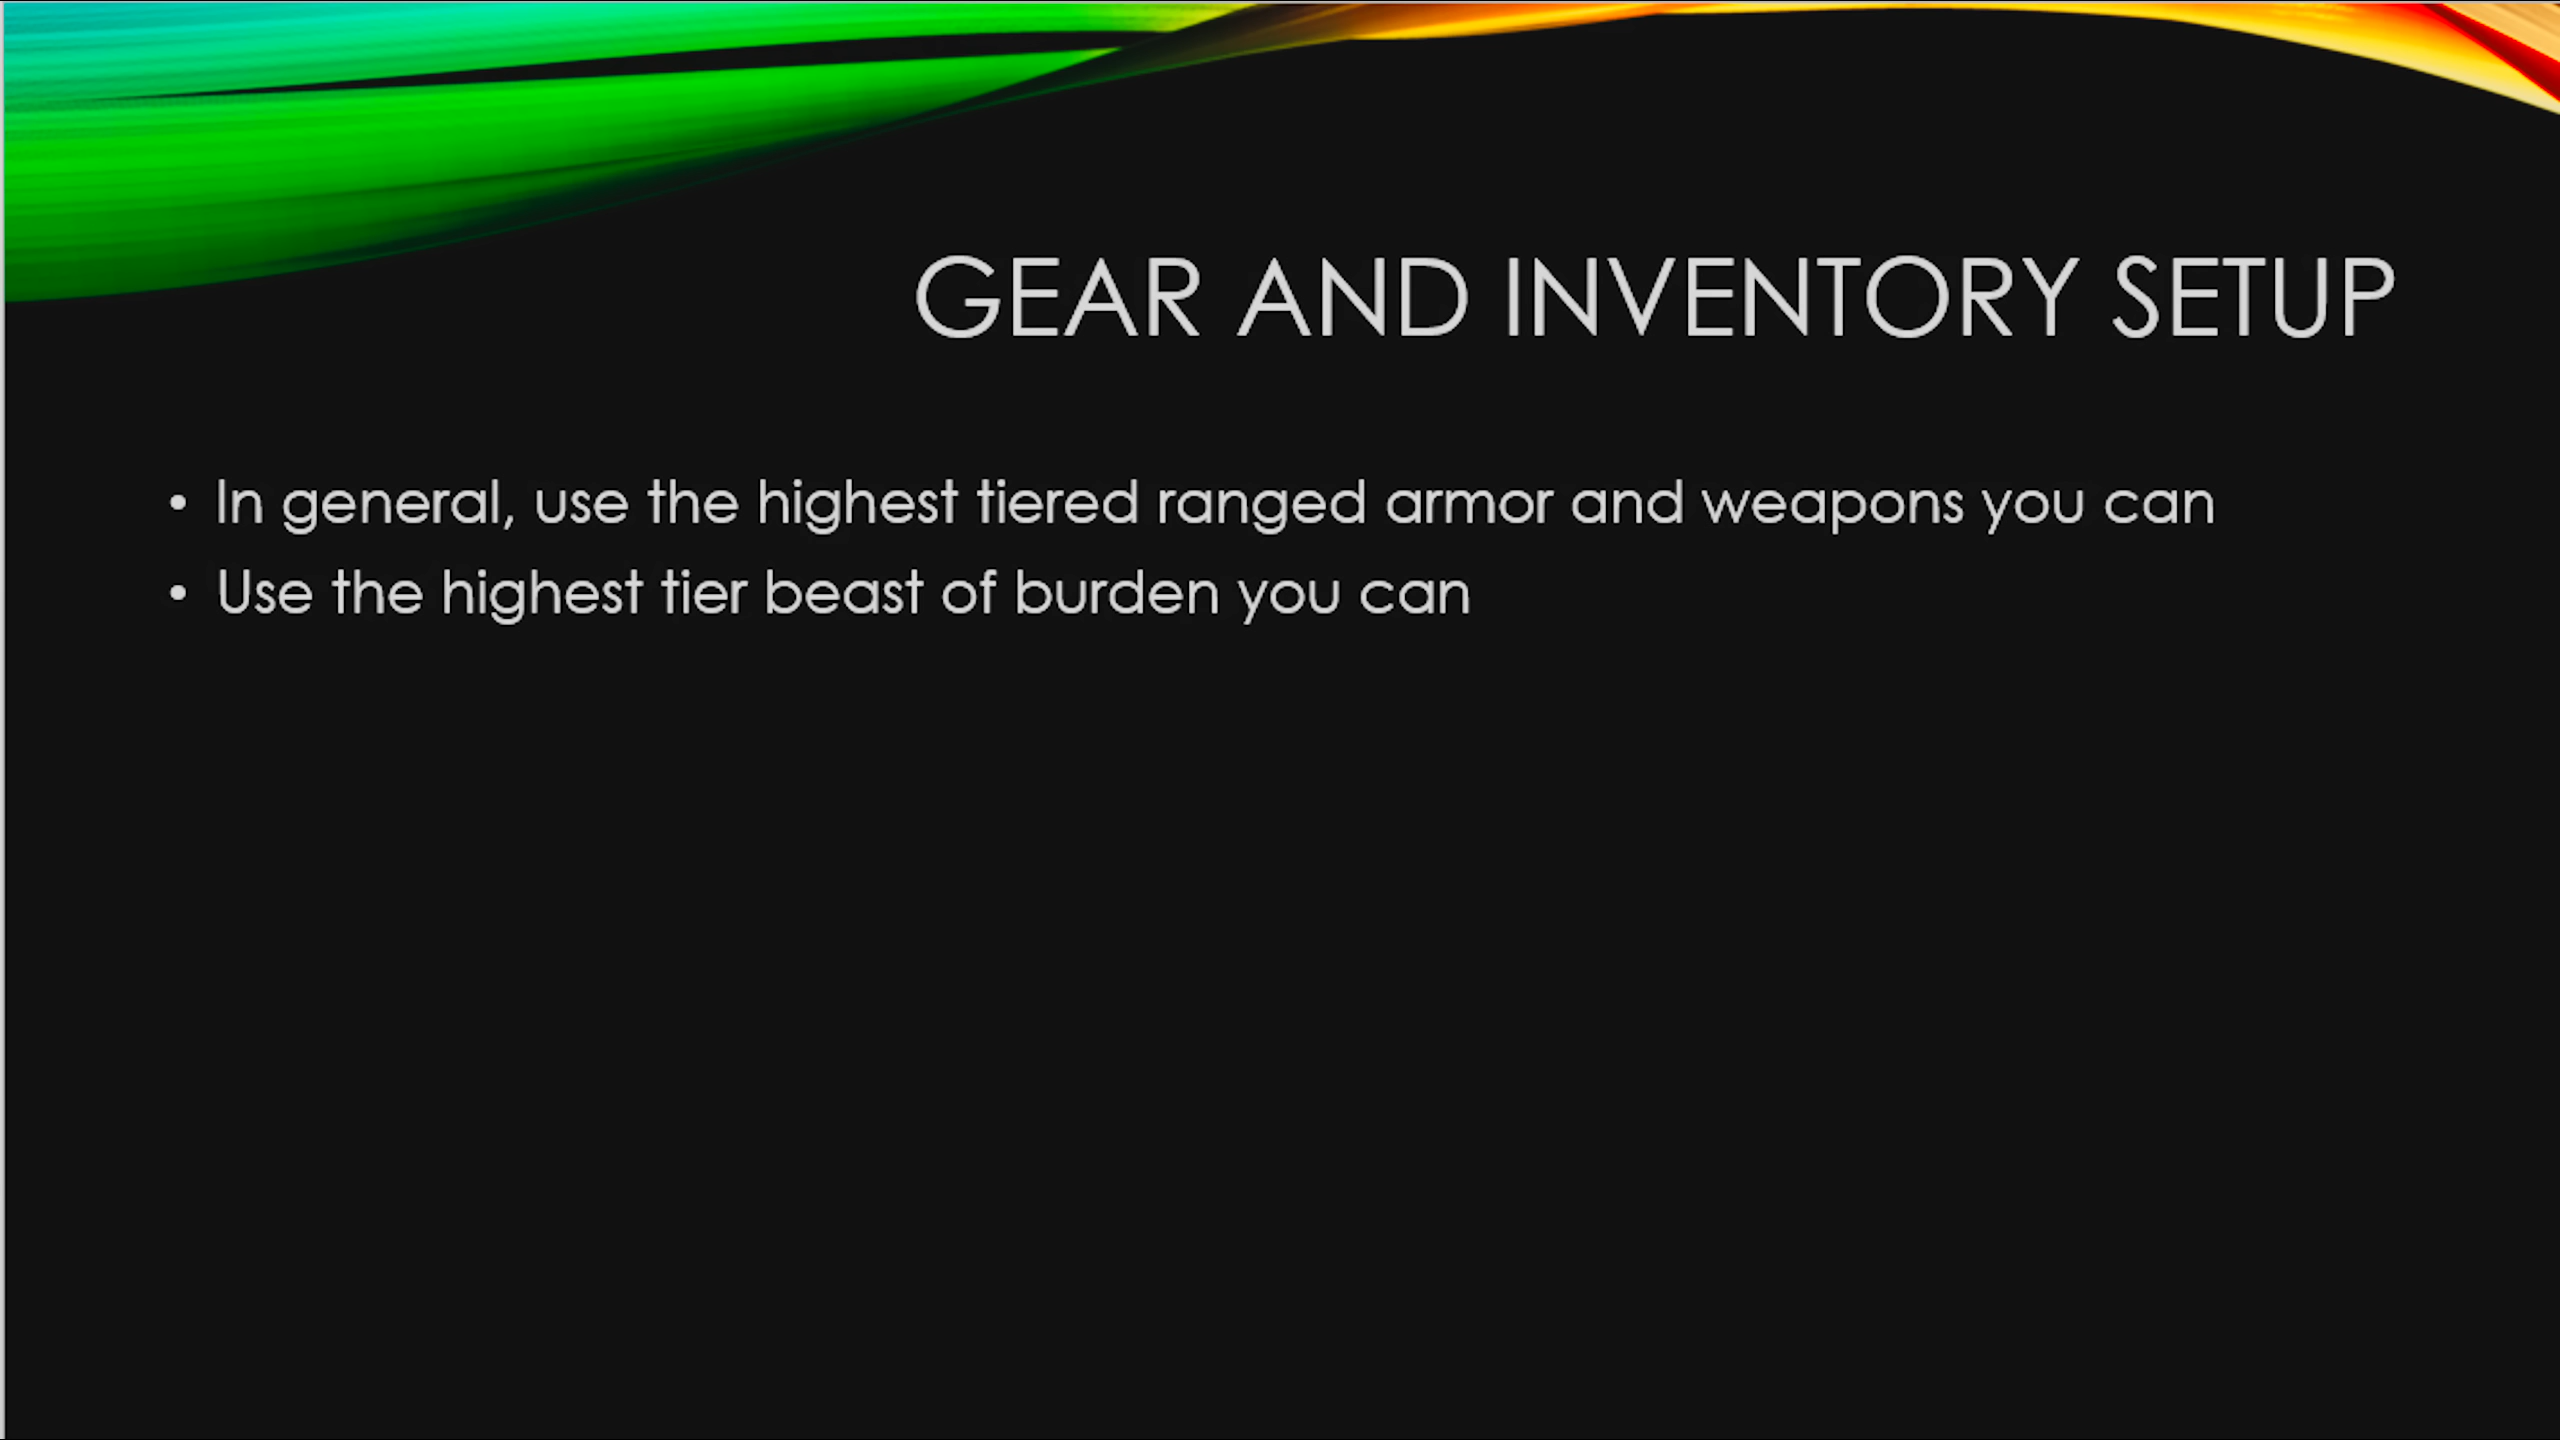 GEAR AND INVENTORY SETUP
• In general, use the highest tiered ranged armor and weapons you can
• Use the highest tier beast of burden you can